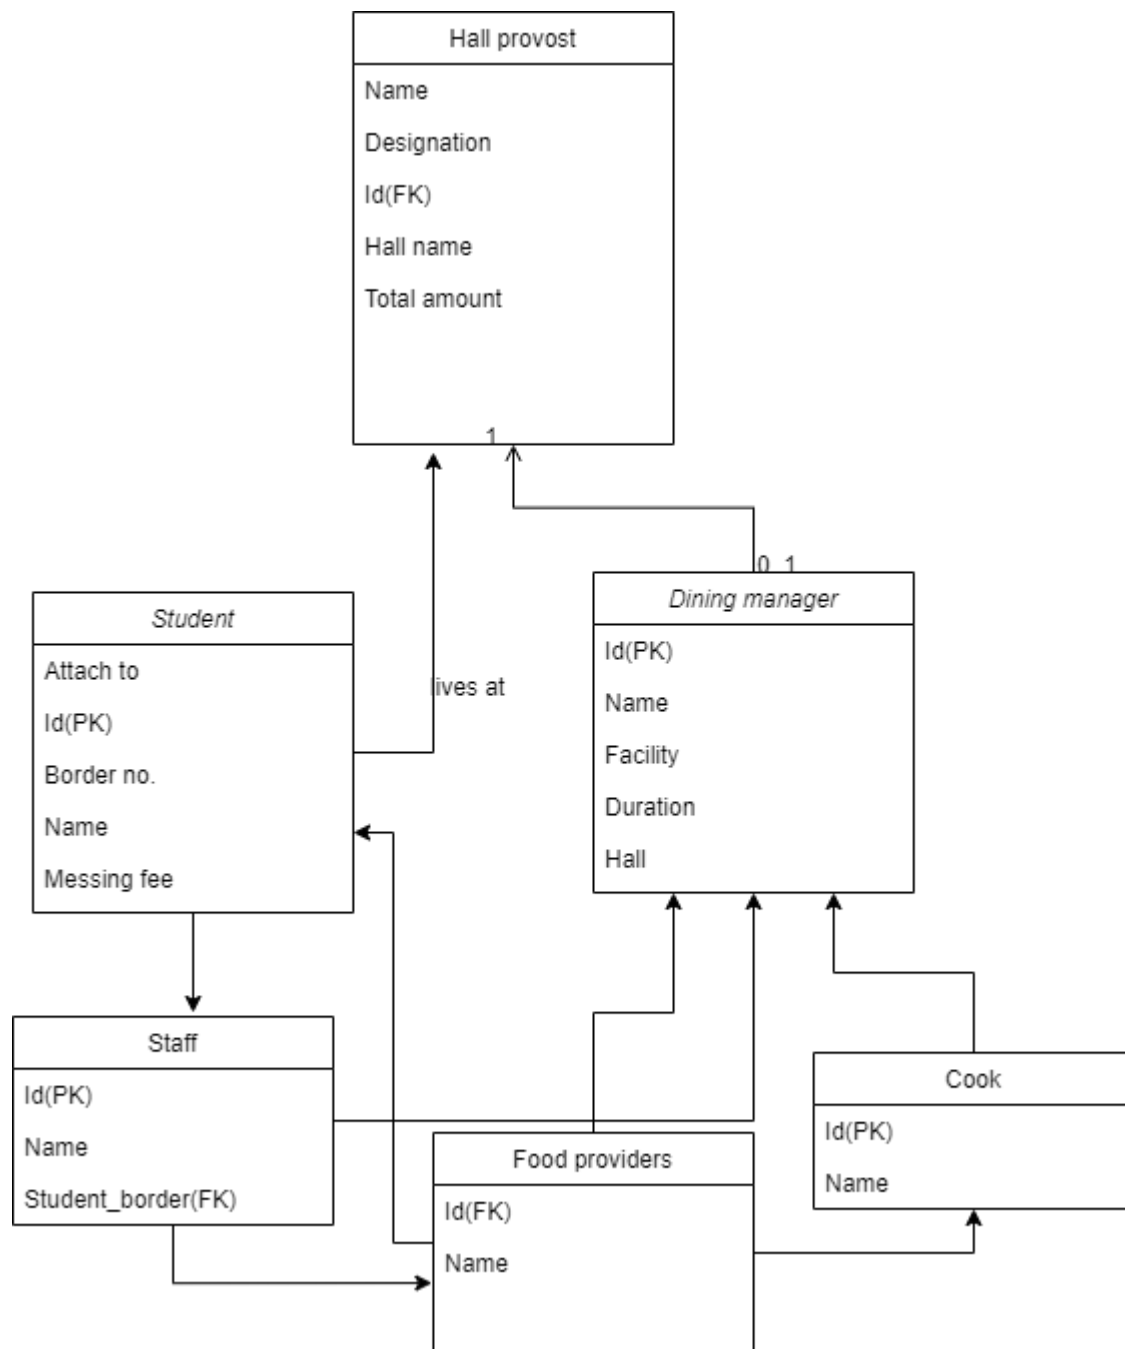 Hall provost
Name
Designation
Id(FK)
Hall name
Total amount
1
0 1
Student
Attach to
Id(PK)
Border no.
Name
Messing fee
lives at
Dining manager
Id(PK)
Name
Facility
Duration
Hall
Staff
Id(PK)
Name
Student_border(FK)
Food providers
Id(FK)
Name
Cook
Id(PK)
Name